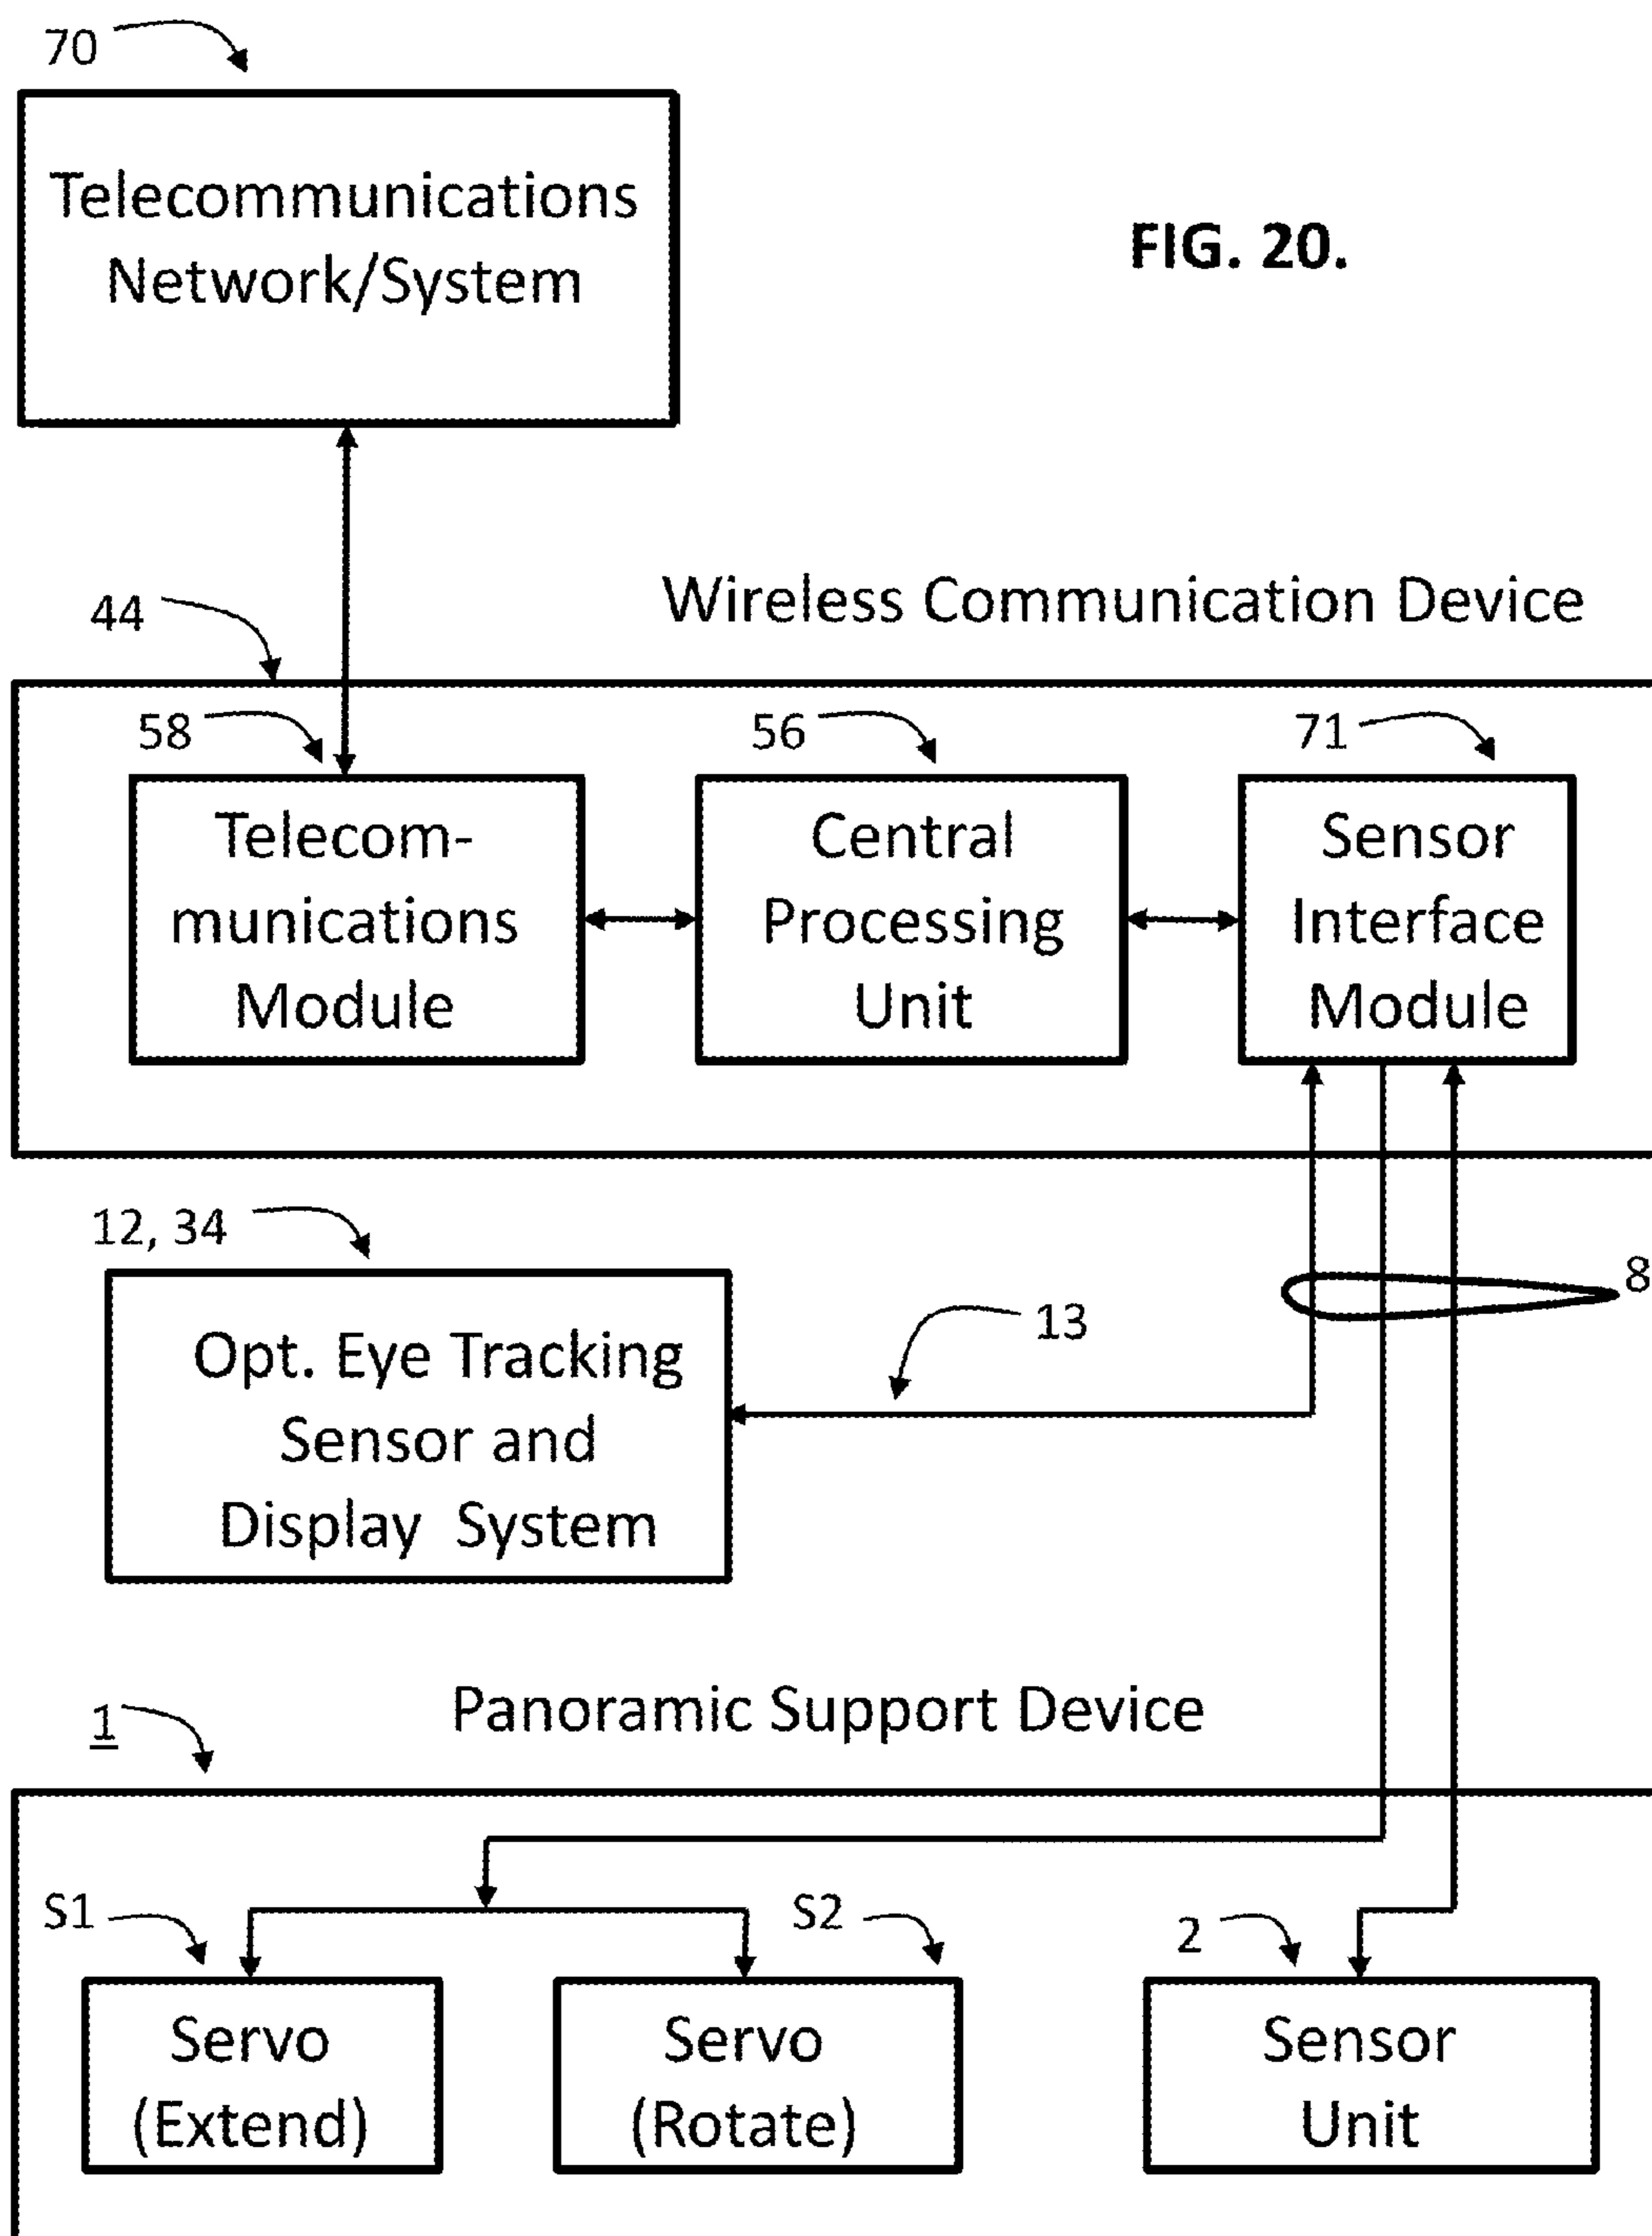 70
Telecommunications
Network/System
FIG. 20.
Wireless Communication Device
44
58
56
71
Telecom-
munications
Module
Central
Processing
Unit
Sensor
Interface
Module
12, 34
8
13
Opt. Eye Tracking
Sensor and
Display System
Panoramic Support Device
1
S1
S2
2
Servo
(Extend)
Servo
(Rotate)
Sensor
Unit